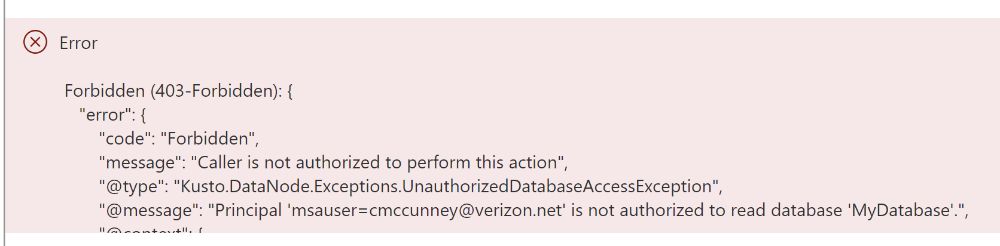 Error
Forbidden (403-Forbidden): {
"error": {
"code": "Forbidden",
"message": "Caller is not authorized to perform this action",
"@type": "Kusto.DataNode.Exceptions.UnauthorizedDatabaseAccessException",
"@message": "Principal 'msauser=cmccunney@verizon.net' is not authorized to read database 'MyDatabase'.",
"@context": {